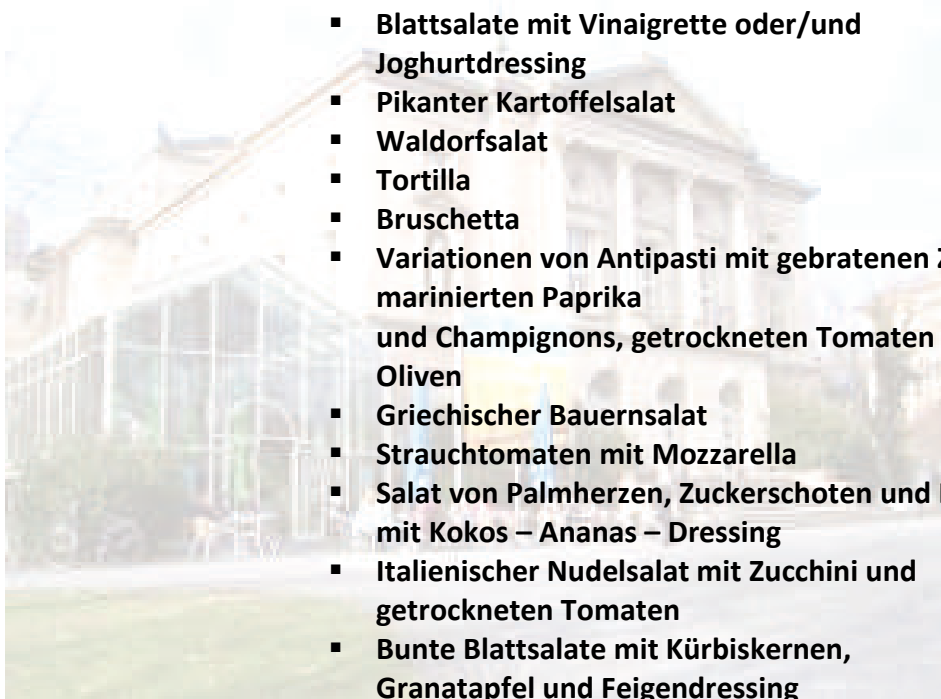 ▪ Blattsalate mit Vinaigrette oder/und
Joghurtdressing
▪ Pikanter Kartoffelsalat
▪ Waldorfsalat
▪ Tortilla
▪ Bruschetta
▪ Variationen von Antipasti mit gebratenen
marinierten Paprika
und Champignons, getrockneten Tomaten
Oliven
▪ Griechischer Bauernsalat
▪ Strauchtomaten mit Mozzarella
▪ Salat von Palmherzen, Zuckerschoten und
mit Kokos – Ananas – Dressing
▪ Italienischer Nudelsalat mit Zucchini und
getrockneten Tomaten
▪ Bunte Blattsalate mit Kürbiskernen,
Granatapfel und Feigendressing